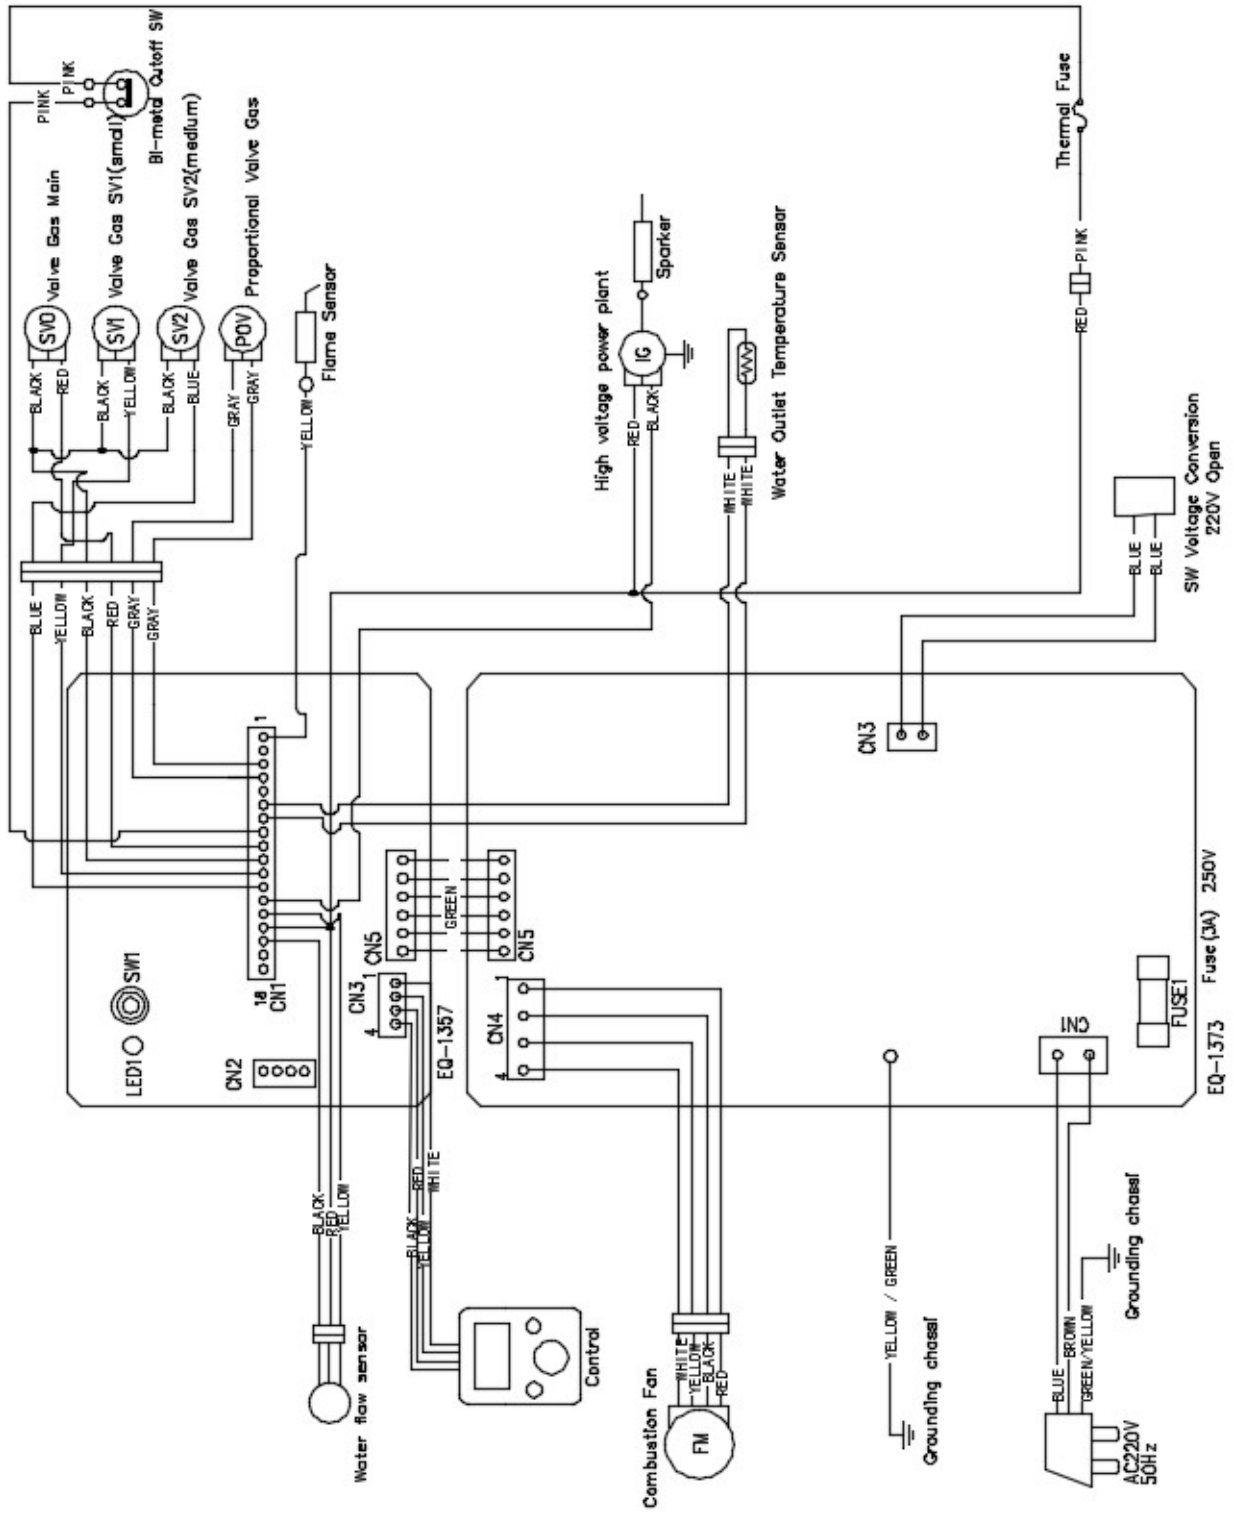 PINK
PINK
Bi-metal Cutoff SW
BLACK
SV0
Valve Gas Main
RED
BLACK
SV1
Valve Gas SV1(small)
YELLOW
BLACK
SV2
Valve Gas SV2(medium)
BLUE
GRAY
POV
Proportional Valve Gas
GRAY
YELLOW
Flame Sensor
BLUE
YELLOW
BLACK
RED
GRAY
GRAY
High voltage power plant
RED
IG
BLACK
Sparker
WHITE
WHITE
Water Outlet Temperature Sensor
Thermal Fuse
RED
PINK
BLUE
BLUE
SW Voltage Conversion
220V Open
LED1
SW1
CN2
1
18
CN1
CN3
1
4
CN5
EQ-1357
GREEN
CN5
CN4
1
4
CN3
CN1
FUSE1
Fuse(3A) 250V
EQ-1373
BLACK
RED
YELLOW
Water flaw sensor
BLACK
RED
YELLOW
WHITE
Control
Combustion Fan
FM
WHITE
YELLOW
BLACK
RED
YELLOW / GREEN
Grounding chassl
BLUE
BROWN
GREEN/YELLOW
Grounding chassl
AC220V
50Hz